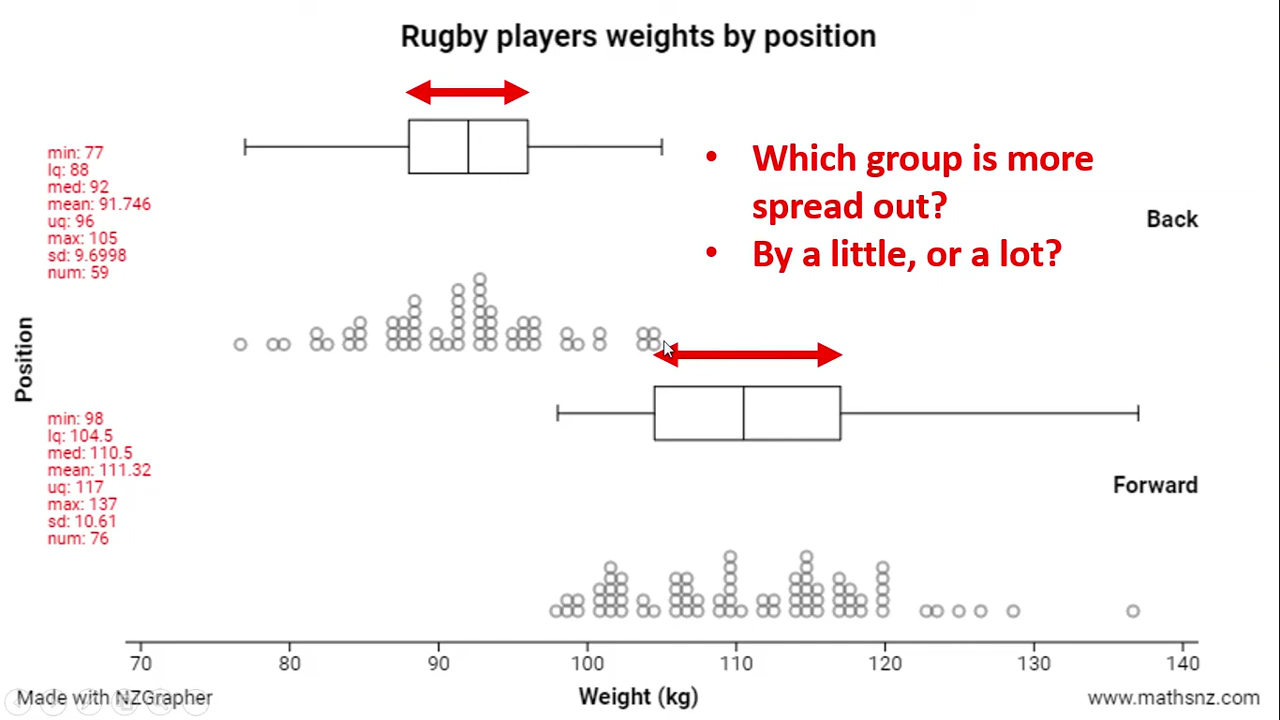 Rugby players weights by position
min: 77
lq: 88
med: 92
mean: 91.746
uq: 96
max: 105
sd: 9.6998
num: 59
• Which group is more
spread out?
• By a little, or a lot?
Back
Position
min: 98
lq: 104.5
med: 110.5
mean: 111.32
uq: 117
max: 137
sd: 10.61
num: 76
Forward
70 80 90 100 110 120 130 140
Made with NZGrapher
Weight (kg)
www.mathsnz.com